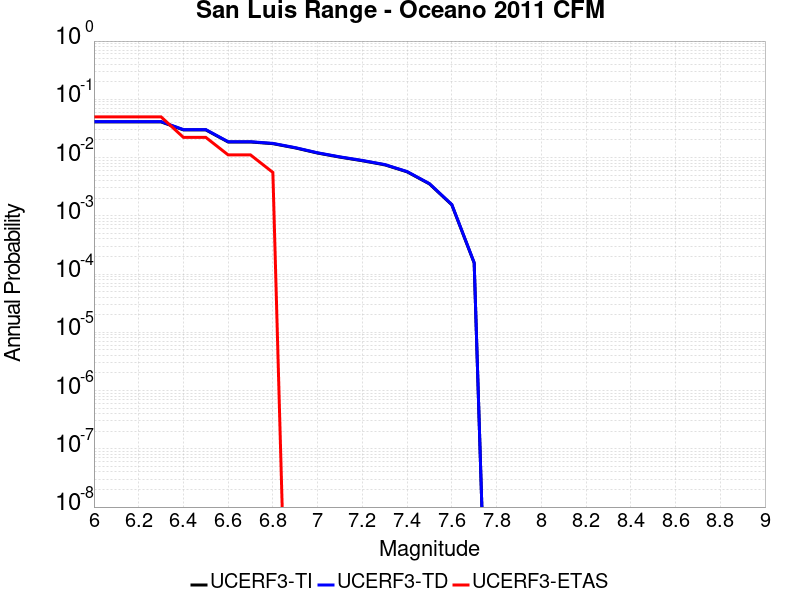 San Luis Range - Oceano 2011 CFM
Annual Probability
10^0
10^-1
10^-2
10^-3
10^-4
10^-5
10^-6
10^-7
10^-8
6 6.2 6.4 6.6 6.8 7 7.2 7.4 7.6 7.8 8 8.2 8.4 8.6 8.8 9
Magnitude
UCERF3-TI UCERF3-TD UCERF3-ETAS